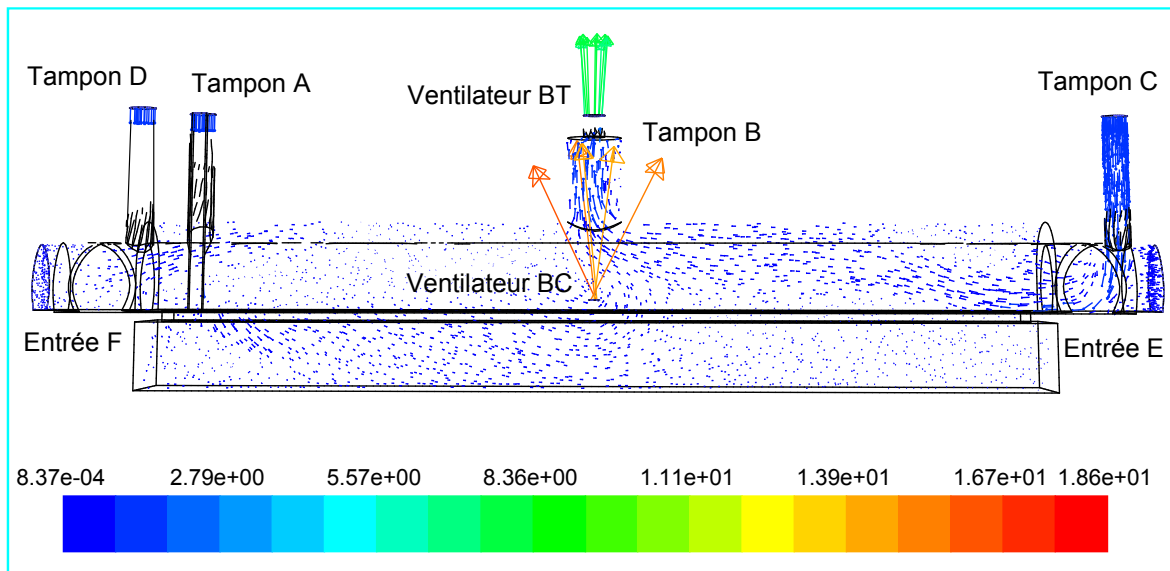 Tampon D
Tampon A
Ventilateur BT
Tampon B
Tampon C
Ventilateur BC
Entrée F
Entrée E
8.37e-04 2.79e+00 5.57e+00 8.36e+00 1.11e+01 1.39e+01 1.67e+01 1.86e+01